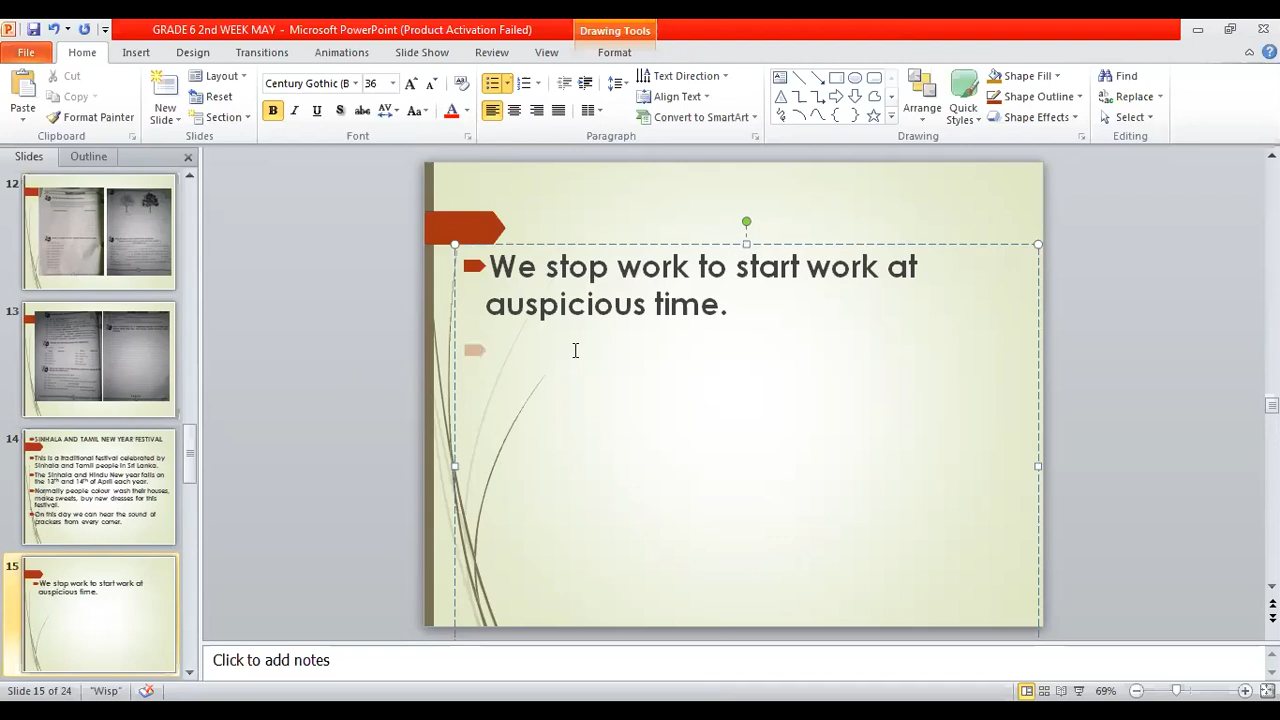 GRADE 6 2nd WEEK MAY - Microsoft PowerPoint (Product Activation Failed)
Drawing Tools
File Home Insert Design Transitions Animations Slide Show Review View Format
Paste
Cut
Copy
Format Painter
Clipboard
New Slide
Layout
Reset
Section
Slides
Century Gothic (B 36
B I U S abc AV Aa A
Font
Text Direction
Align Text
Convert to SmartArt
Paragraph
Arrange
Quick Styles
Shape Fill
Shape Outline
Shape Effects
Drawing
Find
Replace
Select
Editing
Slides Outline
12
13
14
SINHALA AND TAMIL NEW YEAR FESTIVAL
This is a traditional festival celebrated by
Sinhala and Tamil people in Sri Lanka.
The Sinhala and Hindu New year falls on
the 13th and 14th of April each year.
Normally people colour wash their houses,
make sweets, buy new dresses for this
festival.
On this day we can hear the sound of
crackers from every corner.
15
We stop work to start work at
auspicious time.
We stop work to start work at
auspicious time.
Click to add notes
Slide 15 of 24 "Wisp" 69%